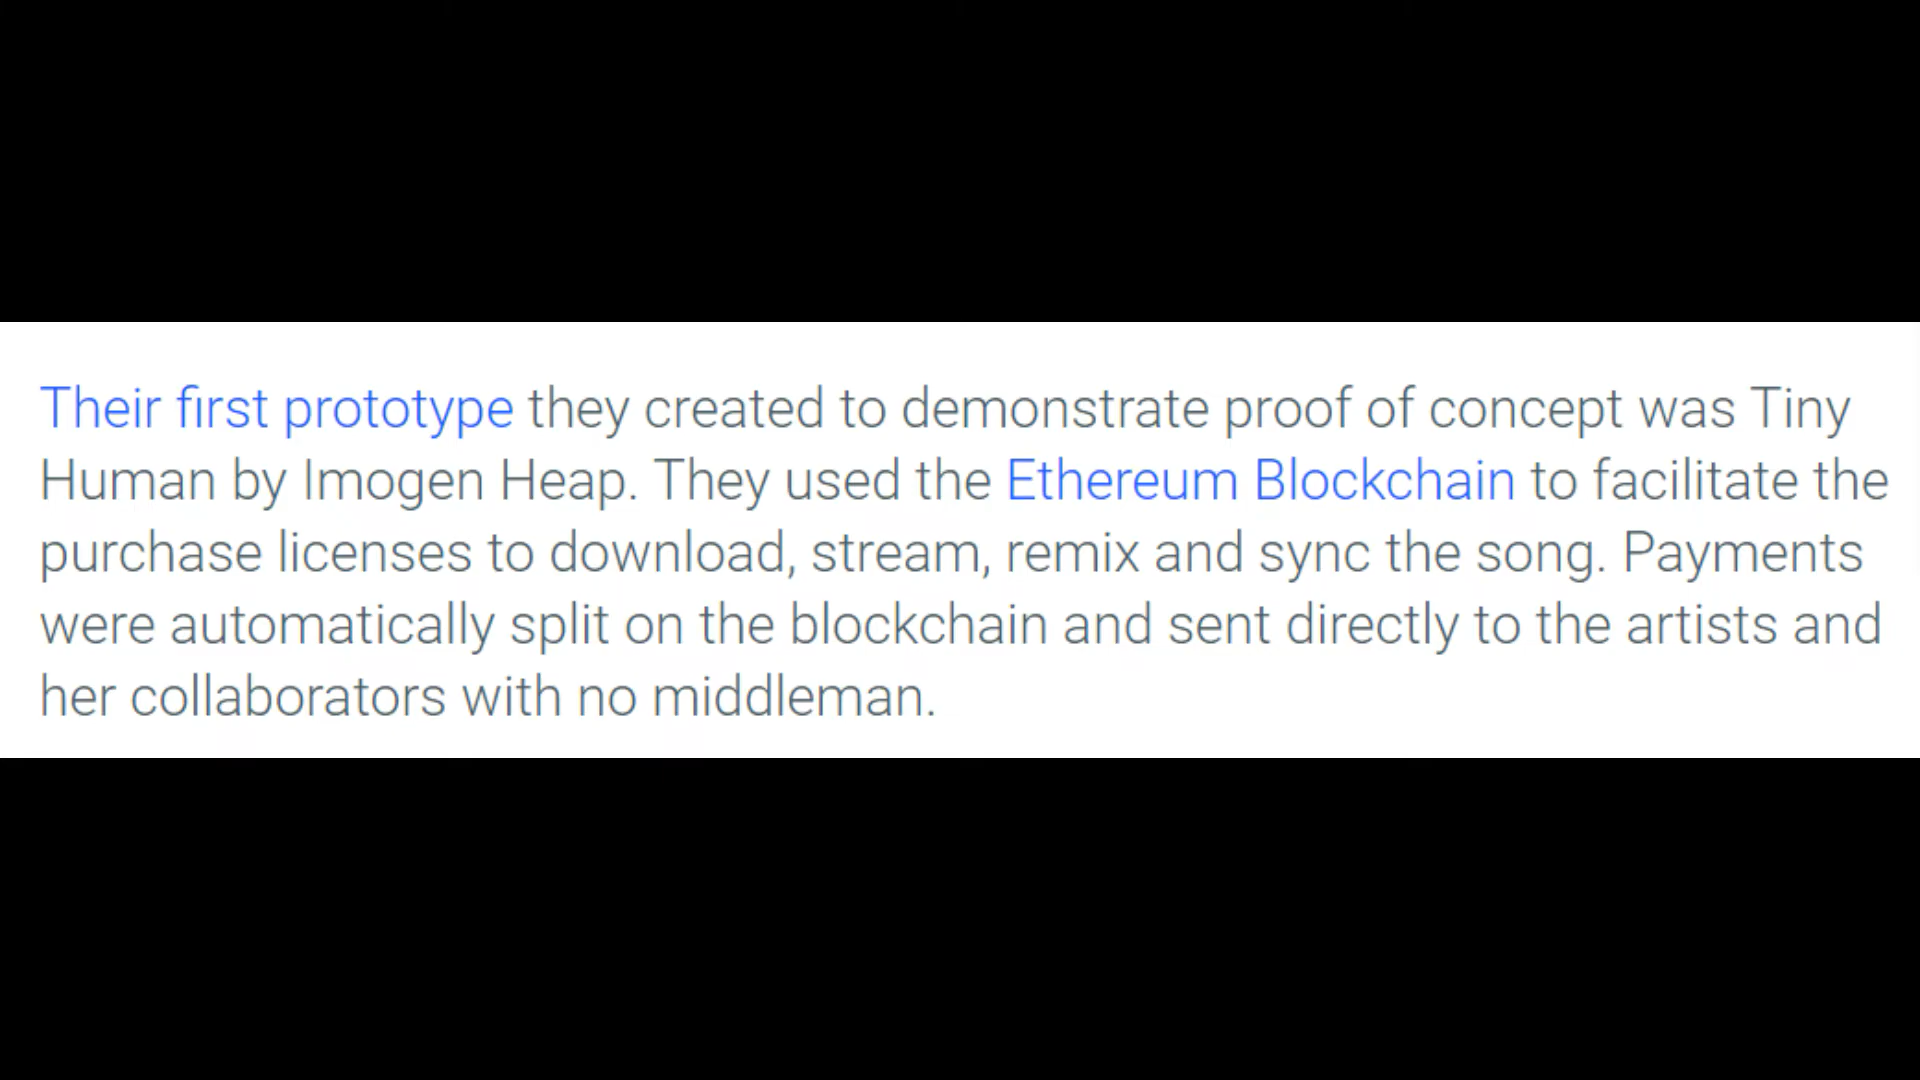 Their first prototype they created to demonstrate proof of concept was Tiny
Human by Imogen Heap. They used the Ethereum Blockchain to facilitate the
purchase licenses to download, stream, remix and sync the song. Payments
were automatically split on the blockchain and sent directly to the artists and
her collaborators with no middleman.